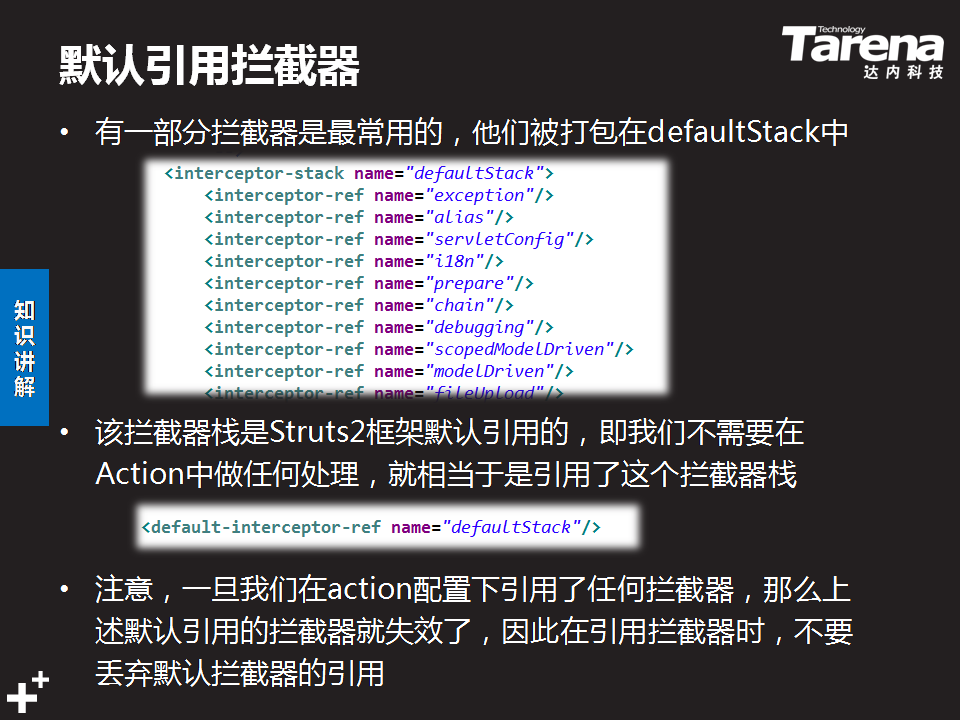 默认引用拦截器
Technology
Tarena
达内科技
• 有一部分拦截器是最常用的，他们被打包在defaultStack中
<interceptor-stack name="defaultStack">
<interceptor-ref name="exception"/>
<interceptor-ref name="alias"/>
<interceptor-ref name="servletConfig"/>
<interceptor-ref name="i18n"/>
<interceptor-ref name="prepare"/>
<interceptor-ref name="chain"/>
<interceptor-ref name="debugging"/>
<interceptor-ref name="scopedModelDriven"/>
<interceptor-ref name="modelDriven"/>
<interceptor-ref name="fileUpload"/>
知识讲解
• 该拦截器栈是Struts2框架默认引用的，即我们不需要在
Action中做任何处理，就相当于是引用了这个拦截器栈
<default-interceptor-ref name="defaultStack"/>
• 注意，一旦我们在action配置下引用了任何拦截器，那么上
述默认引用的拦截器就失效了，因此在引用拦截器时，不要
丢弃默认拦截器的引用